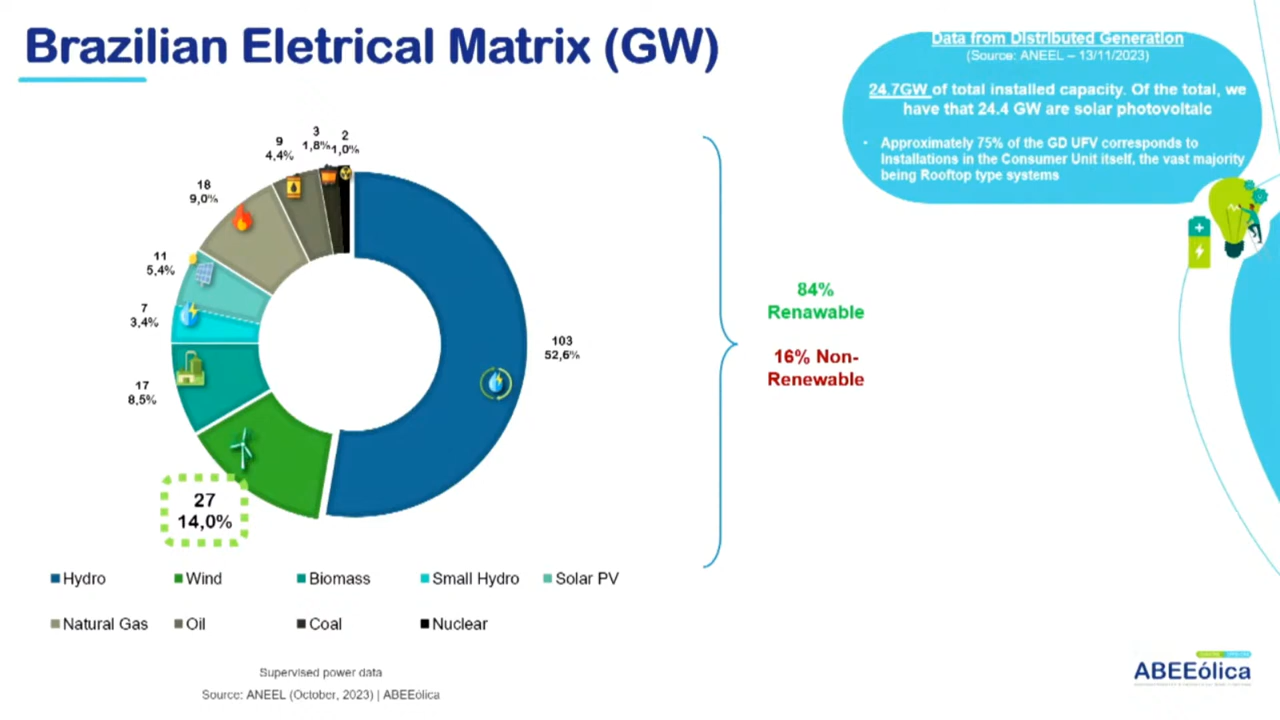 Brazilian Eletrical Matrix (GW)
Data from Distributed Generation
(Source: ANEEL – 13/11/2023)
24.7GW of total installed capacity. Of the total, we
have that 24.4 GW are solar photovoltaIc
• Approximately 75% of the GD UFV corresponds to
Installations in the Consumer Unit itself, the vast majority
being Rooftop type systems
3
1,8%
2
1,0%
9
4,4%
18
9,0%
11
5,4%
7
3,4%
17
8,5%
27
14,0%
103
52,6%
84%
Renawable
16% Non-
Renewable
Hydro
Wind
Biomass
Small Hydro
Solar PV
Natural Gas
Oil
Coal
Nuclear
Supervised power data
Source: ANEEL (October, 2023) | ABEEólica
ABEEólica